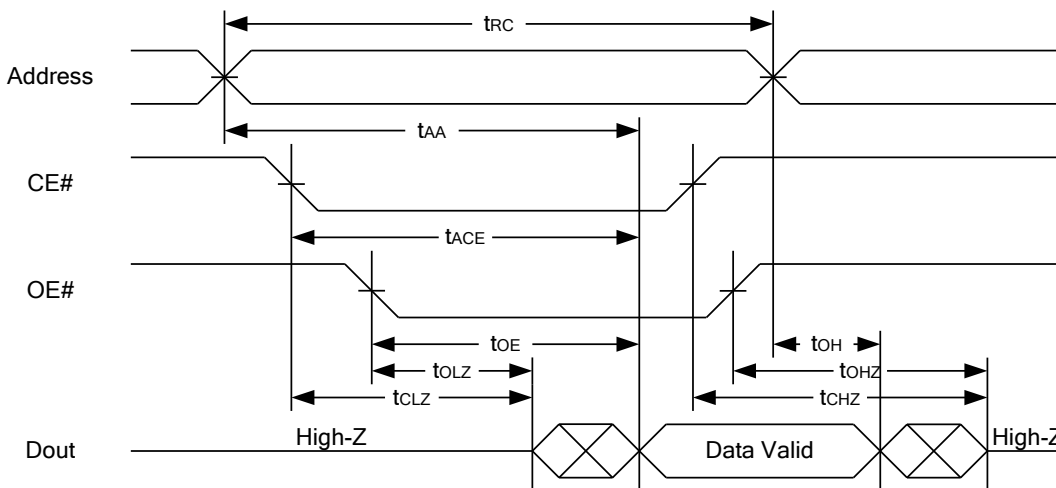 tRC
Address
tAA
CE#
tACE
OE#
tOE
tOH
tOLZ
tOHZ
tCLZ
tCHZ
Dout
High-Z
Data Valid
High-Z